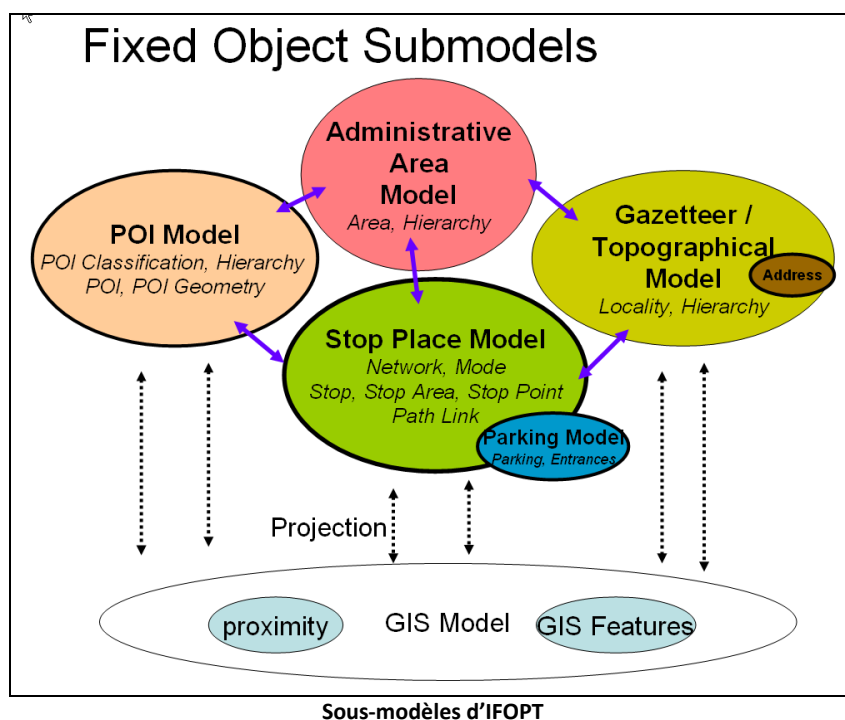 Fixed Object Submodels
Administrative
Area
Model
Area, Hierarchy
POI Model
POI Classification, Hierarchy
POI, POI Geometry
Gazetteer /
Topographical
Model
Address
Locality, Hierarchy
Stop Place Model
Network, Mode
Stop, Stop Area, Stop Point
Path Link
Parking Model
Parking, Entrances
Projection
proximity
GIS Model
GIS Features
Sous-modèles d’IFOPT